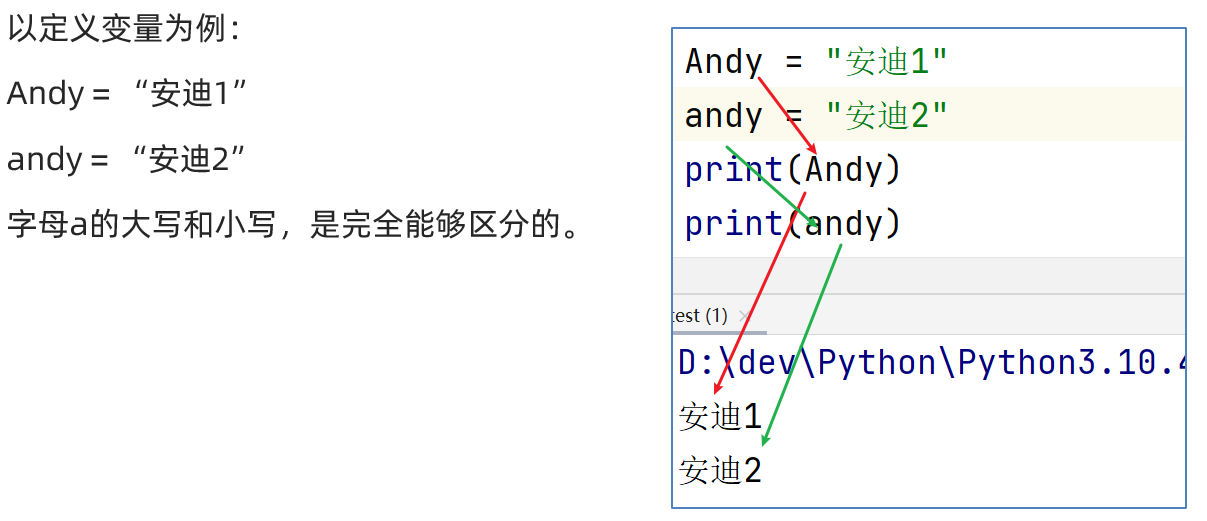 以定义变量为例：
Andy = “安迪1”
andy = “安迪2”
字母a的大写和小写，是完全能够区分的。
Andy = "安迪1"
andy = "安迪2"
print(Andy)
print(andy)
test (1) ×
D:\dev\Python\Python3.10.4
安迪1
安迪2